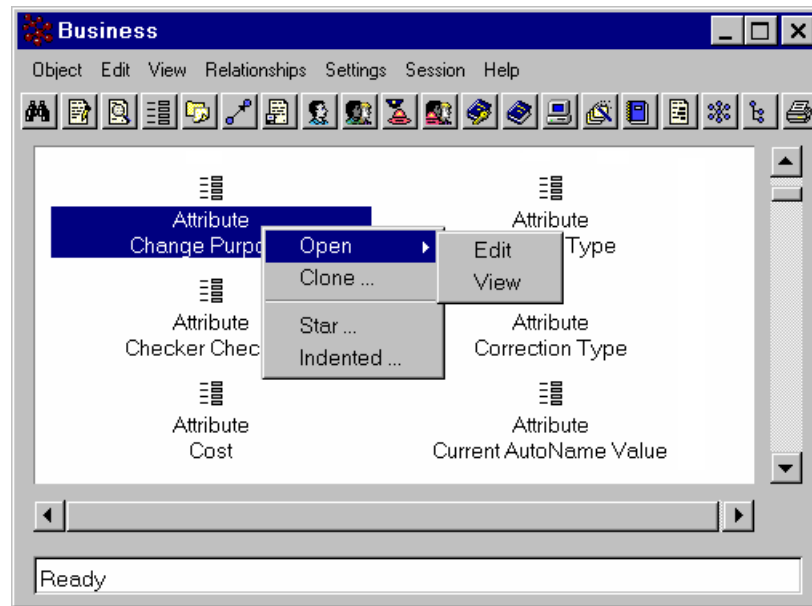 Business
Object Edit View Relationships Settings Session Help
Attribute
Change Purpo
Attribute
Type
Open
Clone ...
Star ...
Indented ...
Edit
View
Attribute
Checker Chec
Attribute
Correction Type
Attribute
Cost
Attribute
Current AutoName Value
Ready